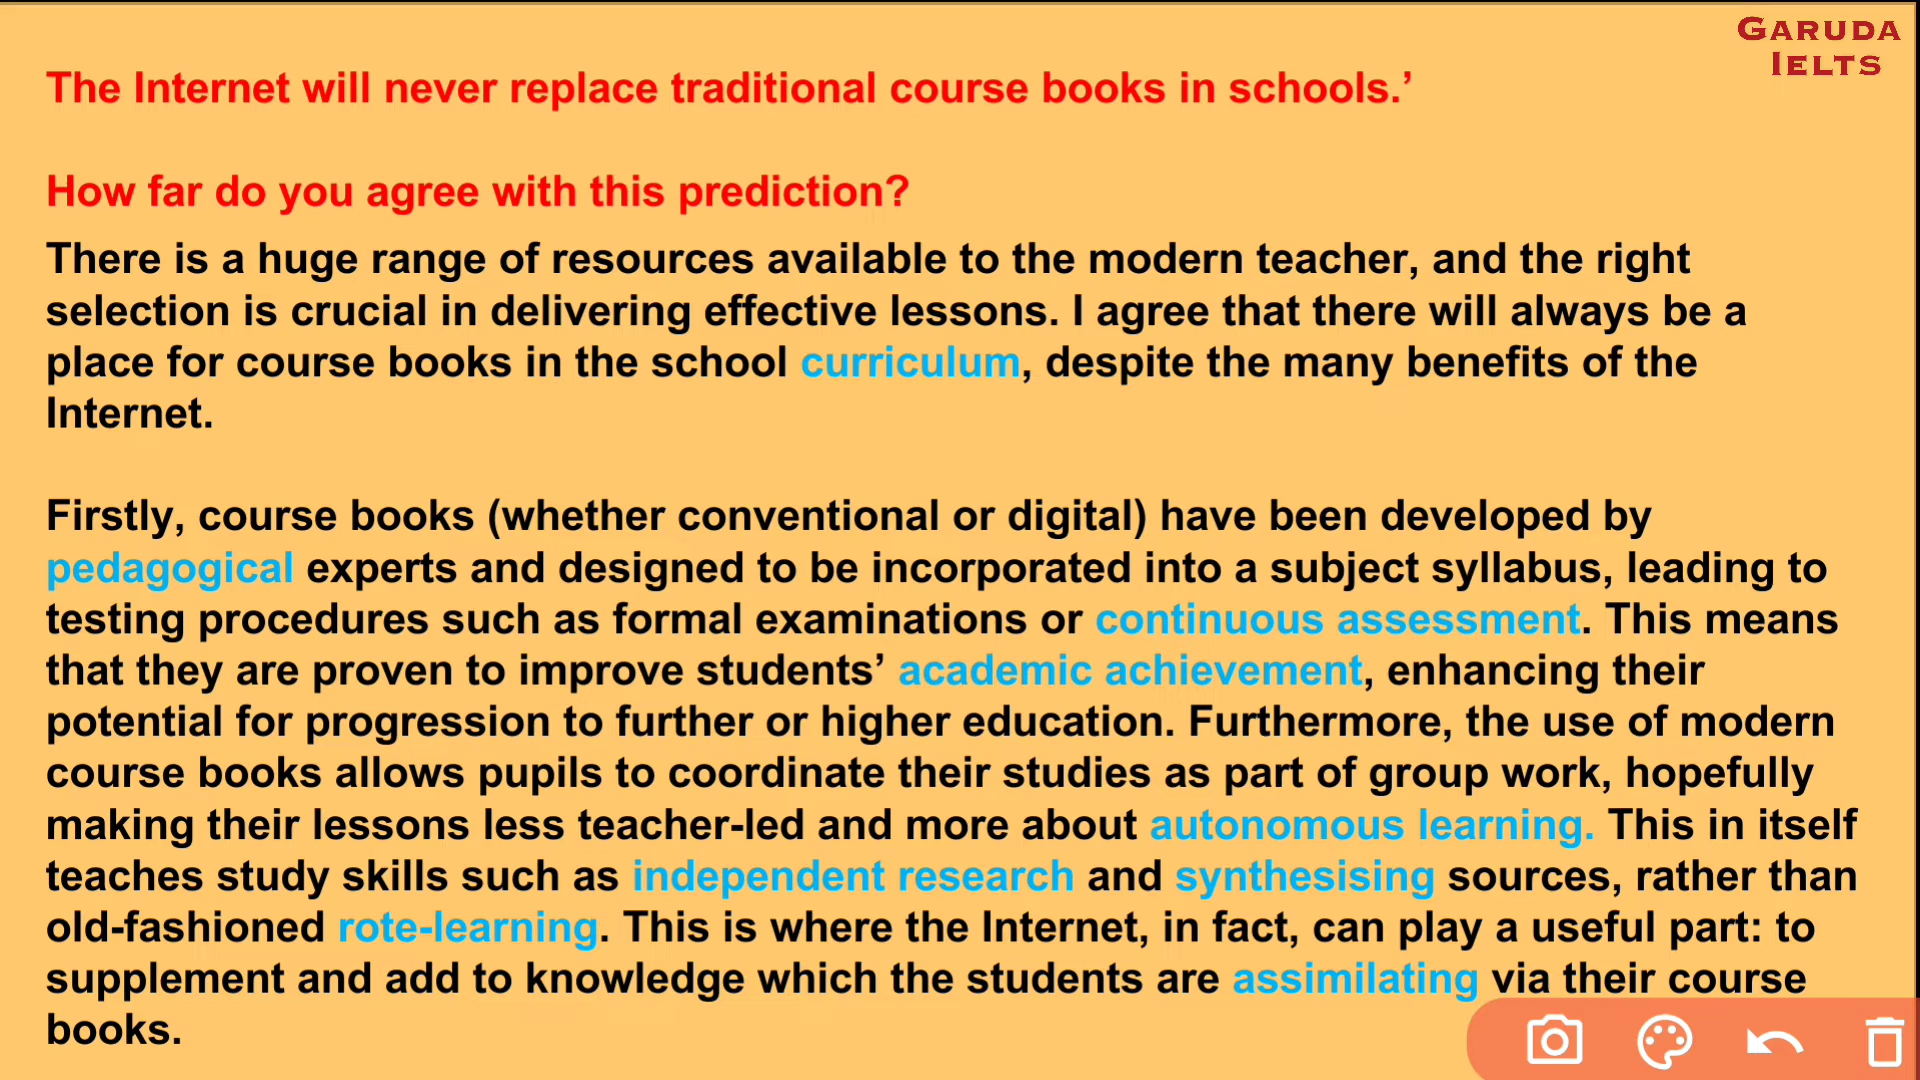 GARUDA
IELTS
The Internet will never replace traditional course books in schools.’
How far do you agree with this prediction?
There is a huge range of resources available to the modern teacher, and the right
selection is crucial in delivering effective lessons. I agree that there will always be a
place for course books in the school curriculum, despite the many benefits of the
Internet.
Firstly, course books (whether conventional or digital) have been developed by
pedagogical experts and designed to be incorporated into a subject syllabus, leading to
testing procedures such as formal examinations or continuous assessment. This means
that they are proven to improve students’ academic achievement, enhancing their
potential for progression to further or higher education. Furthermore, the use of modern
course books allows pupils to coordinate their studies as part of group work, hopefully
making their lessons less teacher-led and more about autonomous learning. This in itself
teaches study skills such as independent research and synthesising sources, rather than
old-fashioned rote-learning. This is where the Internet, in fact, can play a useful part: to
supplement and add to knowledge which the students are assimilating via their course
books.